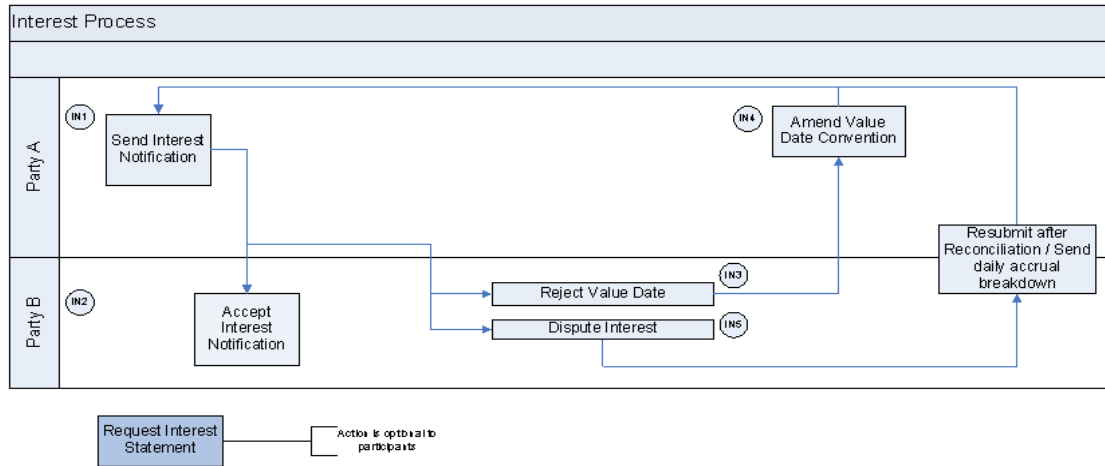 Interest Process
Party A
IN1
Send Interest
Notification
IN4
Amend Value
Date Convention
Resubmit after
Reconciliation / Send
daily accrual
breakdown
Party B
IN2
Accept
Interest
Notification
Reject Value Date
IN3
Dispute Interest
IN5
Request Interest
Statement
Action is optional to
participants